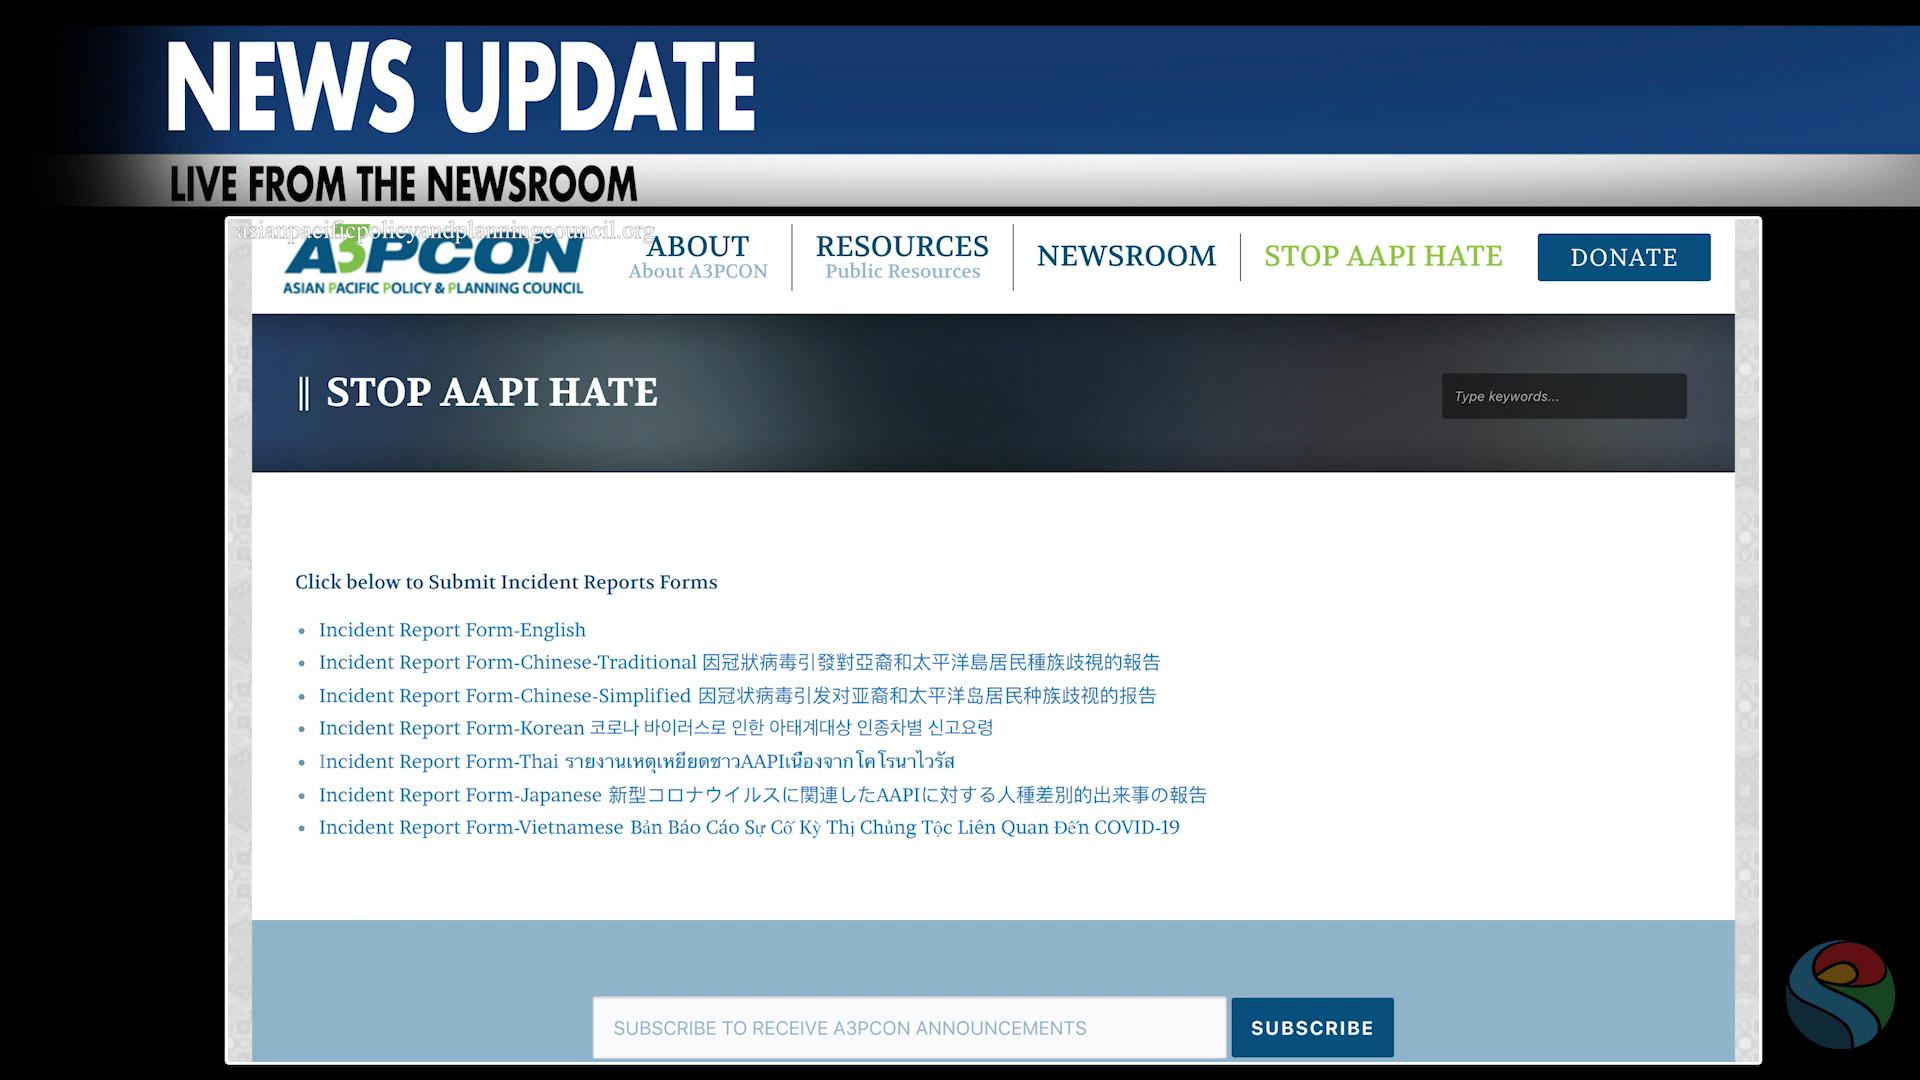 NEWS UPDATE
LIVE FROM THE NEWSROOM
asianpacificpolicyandplanningcouncil.org
A3PCON
ASIAN PACIFIC POLICY & PLANNING COUNCIL
ABOUT
About A3PCON
RESOURCES
Public Resources
NEWSROOM
STOP AAPI HATE
DONATE
STOP AAPI HATE
Type keywords...
Click below to Submit Incident Reports Forms
Incident Report Form-English
Incident Report Form-Chinese-Traditional 因冠狀病毒引發對亞裔和太平洋島居民種族歧視的報告
Incident Report Form-Chinese-Simplified 因冠状病毒引发对亚裔和太平洋岛居民种族歧视的报告
Incident Report Form-Korean 코로나 바이러스로 인한 아태계대상 인종차별 신고요령
Incident Report Form-Thai รายงานเหตุเหยียดชาวAAPIเนื่องจากโคโรนาไวรัส
Incident Report Form-Japanese 新型コロナウイルスに関連したAAPIに対する人種差別的出来事の報告
Incident Report Form-Vietnamese Bản Báo Cáo Sự Cố Kỳ Thị Chủng Tộc Liên Quan Đến COVID-19
SUBSCRIBE TO RECEIVE A3PCON ANNOUNCEMENTS
SUBSCRIBE